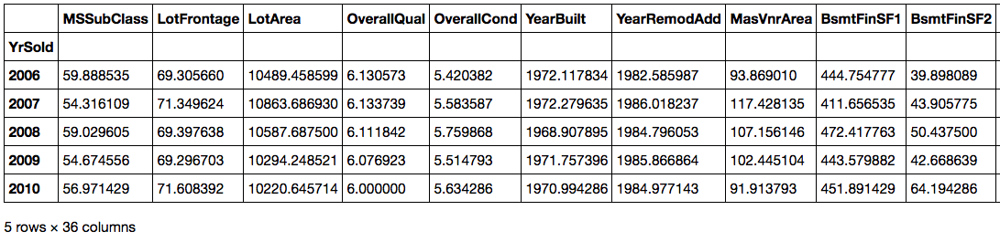 MSSubClass LotFrontage LotArea OverallQual OverallCond YearBuilt YearRemodAdd MasVnrArea BsmtFinSF1 BsmtFinSF2
YrSold
2006 59.888535 69.305660 10489.458599 6.130573 5.420382 1972.117834 1982.585987 93.869010 444.754777 39.898089
2007 54.316109 71.349624 10863.686930 6.133739 5.583587 1972.279635 1986.018237 117.428135 411.656535 43.905775
2008 59.029605 69.397638 10587.687500 6.111842 5.759868 1968.907895 1984.796053 107.156146 472.417763 50.437500
2009 54.674556 69.296703 10294.248521 6.076923 5.514793 1971.757396 1985.866864 102.445104 443.579882 42.668639
2010 56.971429 71.608392 10220.645714 6.000000 5.634286 1970.994286 1984.977143 91.913793 451.891429 64.194286
5 rows × 36 columns